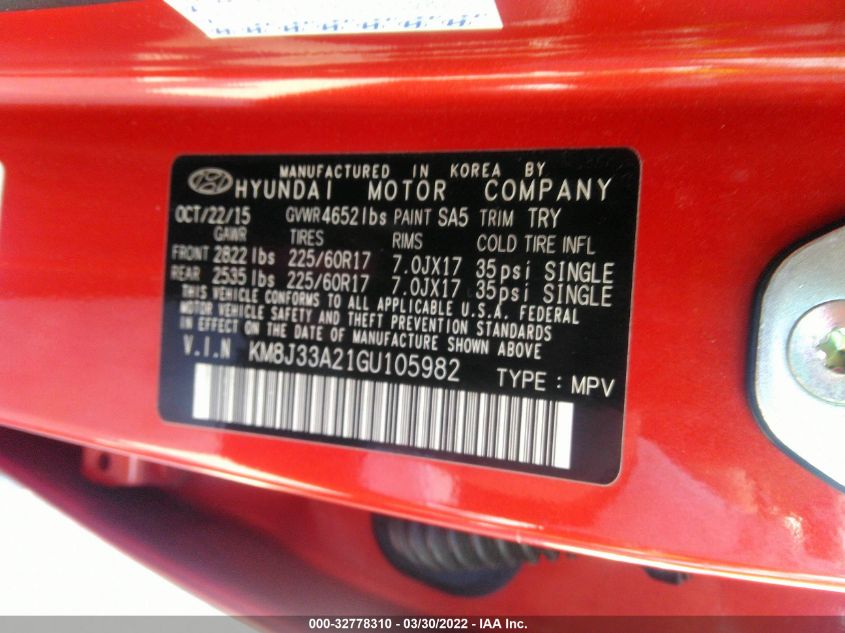 MANUFACTURED IN KOREA BY
HYUNDAI MOTOR COMPANY
OCT/22/15 GVWR 4652 lbs PAINT SA5 TRIM TRY
GAWR TIRES RIMS COLD TIRE INFL
FRONT 2822 lbs 225/60R17 7.0JX17 35psi SINGLE
REAR 2535 lbs 225/60R17 7.0JX17 35psi SINGLE
THIS VEHICLE CONFORMS TO ALL APPLICABLE U.S.A. FEDERAL
MOTOR VEHICLE SAFETY AND THEFT PREVENTION STANDARDS
IN EFFECT ON THE DATE OF MANUFACTURE SHOWN ABOVE
V.I.N KM8J33A21GU105982 TYPE : MPV
000-32778310 — 03/30/2022 — IAA Inc.